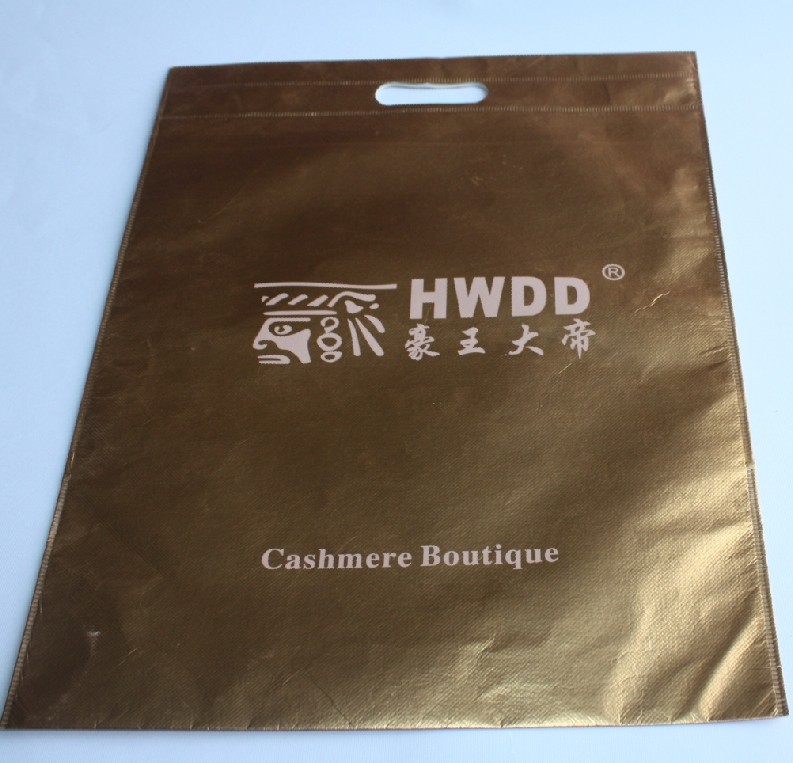 HWDD ®
豪王大帝
Cashmere Boutique